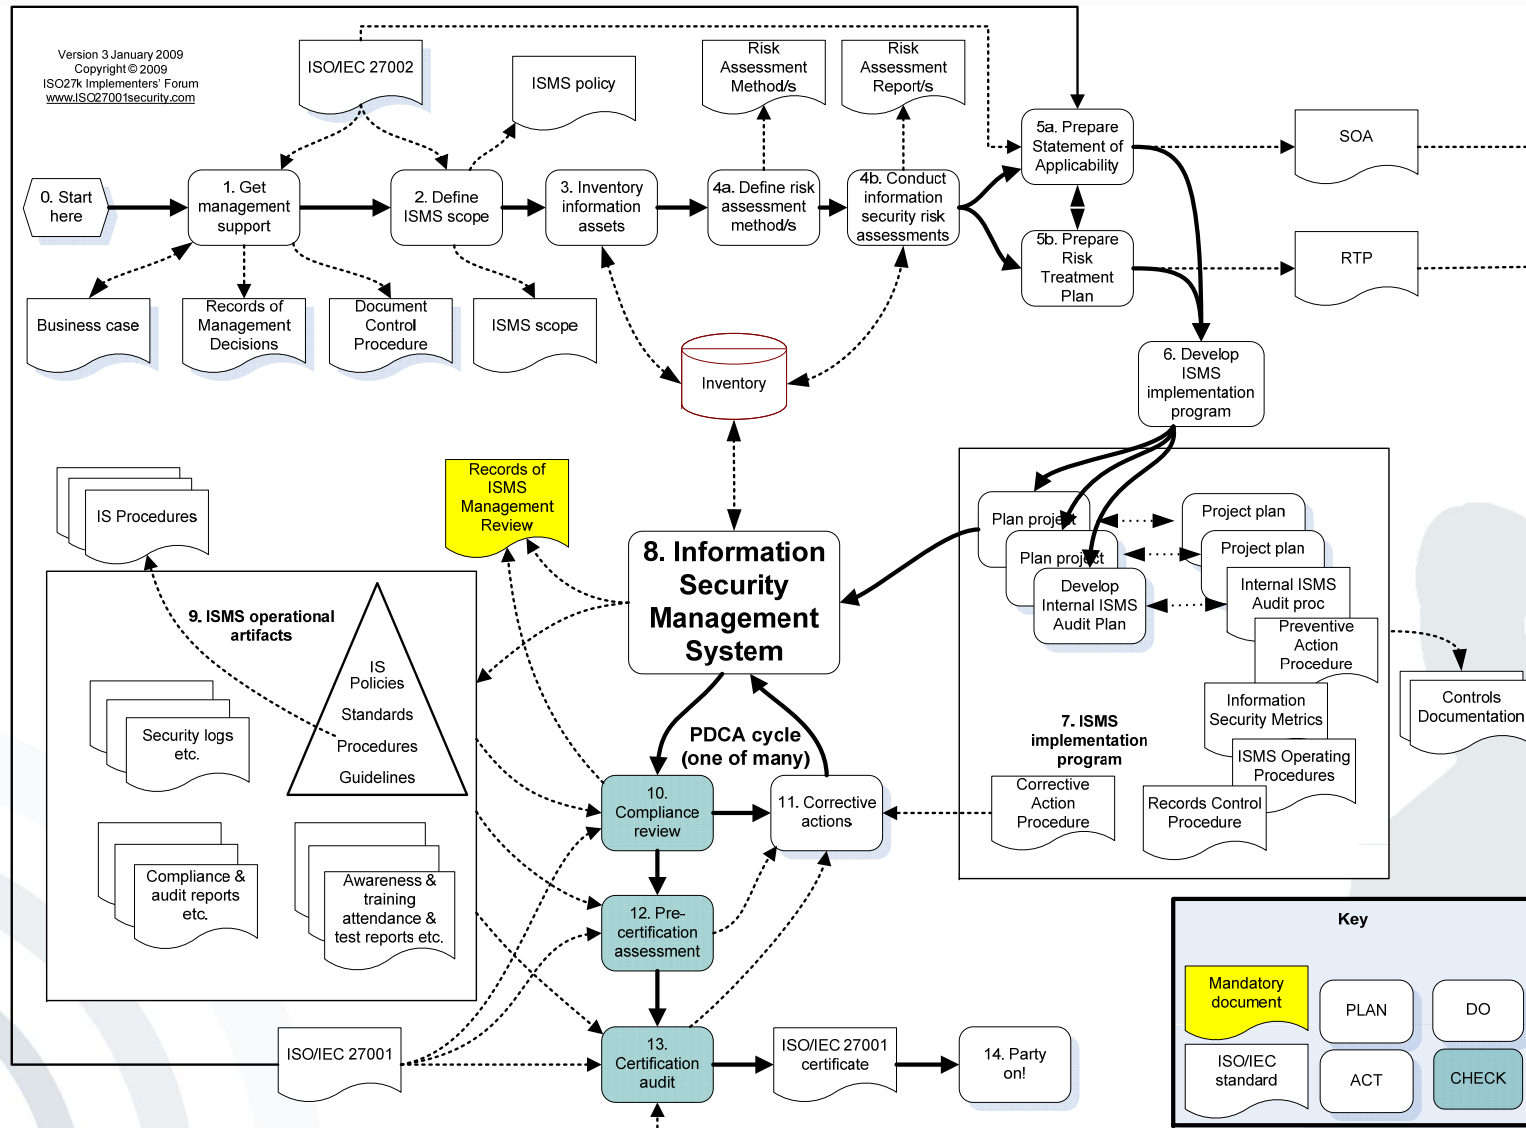 Version 3 January 2009
Copyright © 2009
ISO27k Implementers' Forum
www.ISO27001security.com
ISO/IEC 27002
ISMS policy
Risk
Assessment
Method/s
Risk
Assessment
Report/s
0. Start
here
1. Get
management
support
2. Define
ISMS scope
3. Inventory
information
assets
4a. Define risk
assessment
method/s
4b. Conduct
information
security risk
assessments
5a. Prepare
Statement of
Applicability
SOA
5b. Prepare
Risk
Treatment
Plan
RTP
Business case
Records of
Management
Decisions
Document
Control
Procedure
ISMS scope
Inventory
6. Develop
ISMS
implementation
program
IS Procedures
Records of
ISMS
Management
Review
8. Information
Security
Management
System
Plan project
Plan project
Develop
Internal ISMS
Audit Plan
Project plan
Project plan
Internal ISMS
Audit proc
Preventive
Action
Procedure
Information
Security Metrics
ISMS Operating
Procedures
Records Control
Procedure
Controls
Documentation
7. ISMS
implementation
program
Corrective
Action
Procedure
9. ISMS operational
artifacts
IS
Policies
Standards
Procedures
Guidelines
Security logs
etc.
Compliance &
audit reports
etc.
Awareness &
training
attendance &
test reports etc.
PDCA cycle
(one of many)
10.
Compliance
review
11. Corrective
actions
12. Pre-
certification
assessment
ISO/IEC 27001
13.
Certification
audit
ISO/IEC 27001
certificate
14. Party
on!
Key
Mandatory
document
PLAN
DO
ISO/IEC
standard
ACT
CHECK